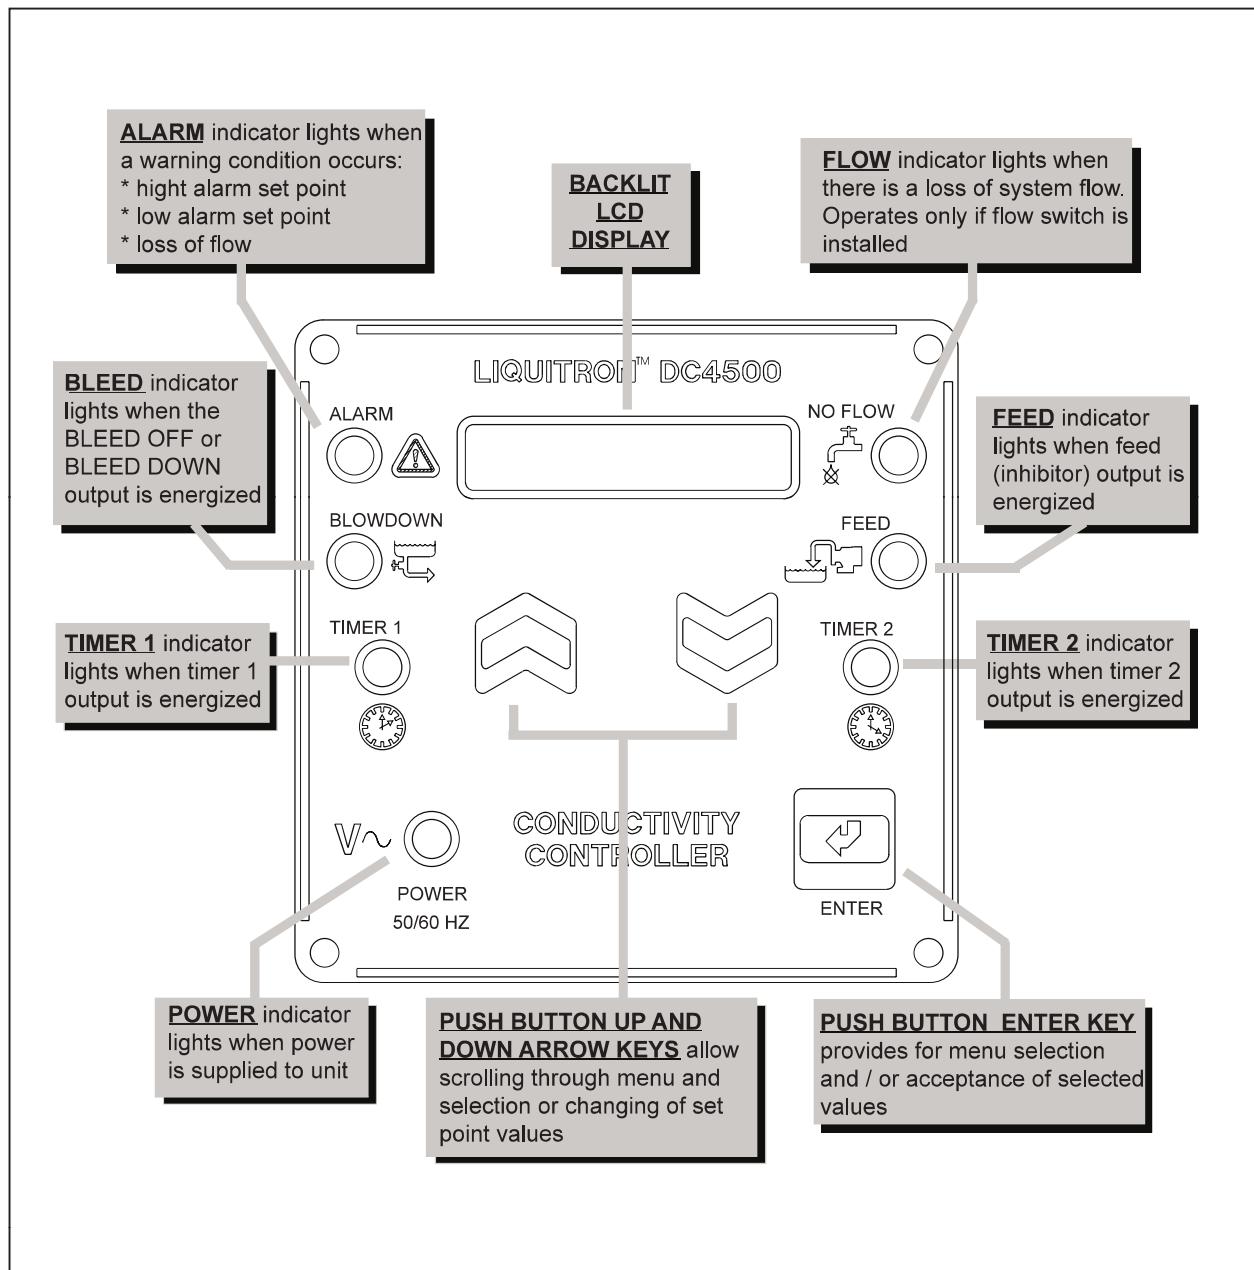 ALARM indicator lights when
a warning condition occurs:
* hight alarm set point
* low alarm set point
* loss of flow
BACKLIT
LCD
DISPLAY
FLOW indicator lights when
there is a loss of system flow.
Operates only if flow switch is
installed
BLEED indicator
lights when the
BLEED OFF or
BLEED DOWN
output is energized
FEED indicator
lights when feed
(inhibitor) output is
energized
TIMER 1 indicator
lights when timer 1
output is energized
TIMER 2 indicator
lights when timer 2
output is energized
LIQUITRON™ DC4500
ALARM
NO FLOW
BLOWDOWN
FEED
TIMER 1
TIMER 2
V~
CONDUCTIVITY
CONTROLLER
POWER
50/60 HZ
ENTER
POWER indicator
lights when power
is supplied to unit
PUSH BUTTON UP AND
DOWN ARROW KEYS allow
scrolling through menu and
selection or changing of set
point values
PUSH BUTTON ENTER KEY
provides for menu selection
and / or acceptance of selected
values